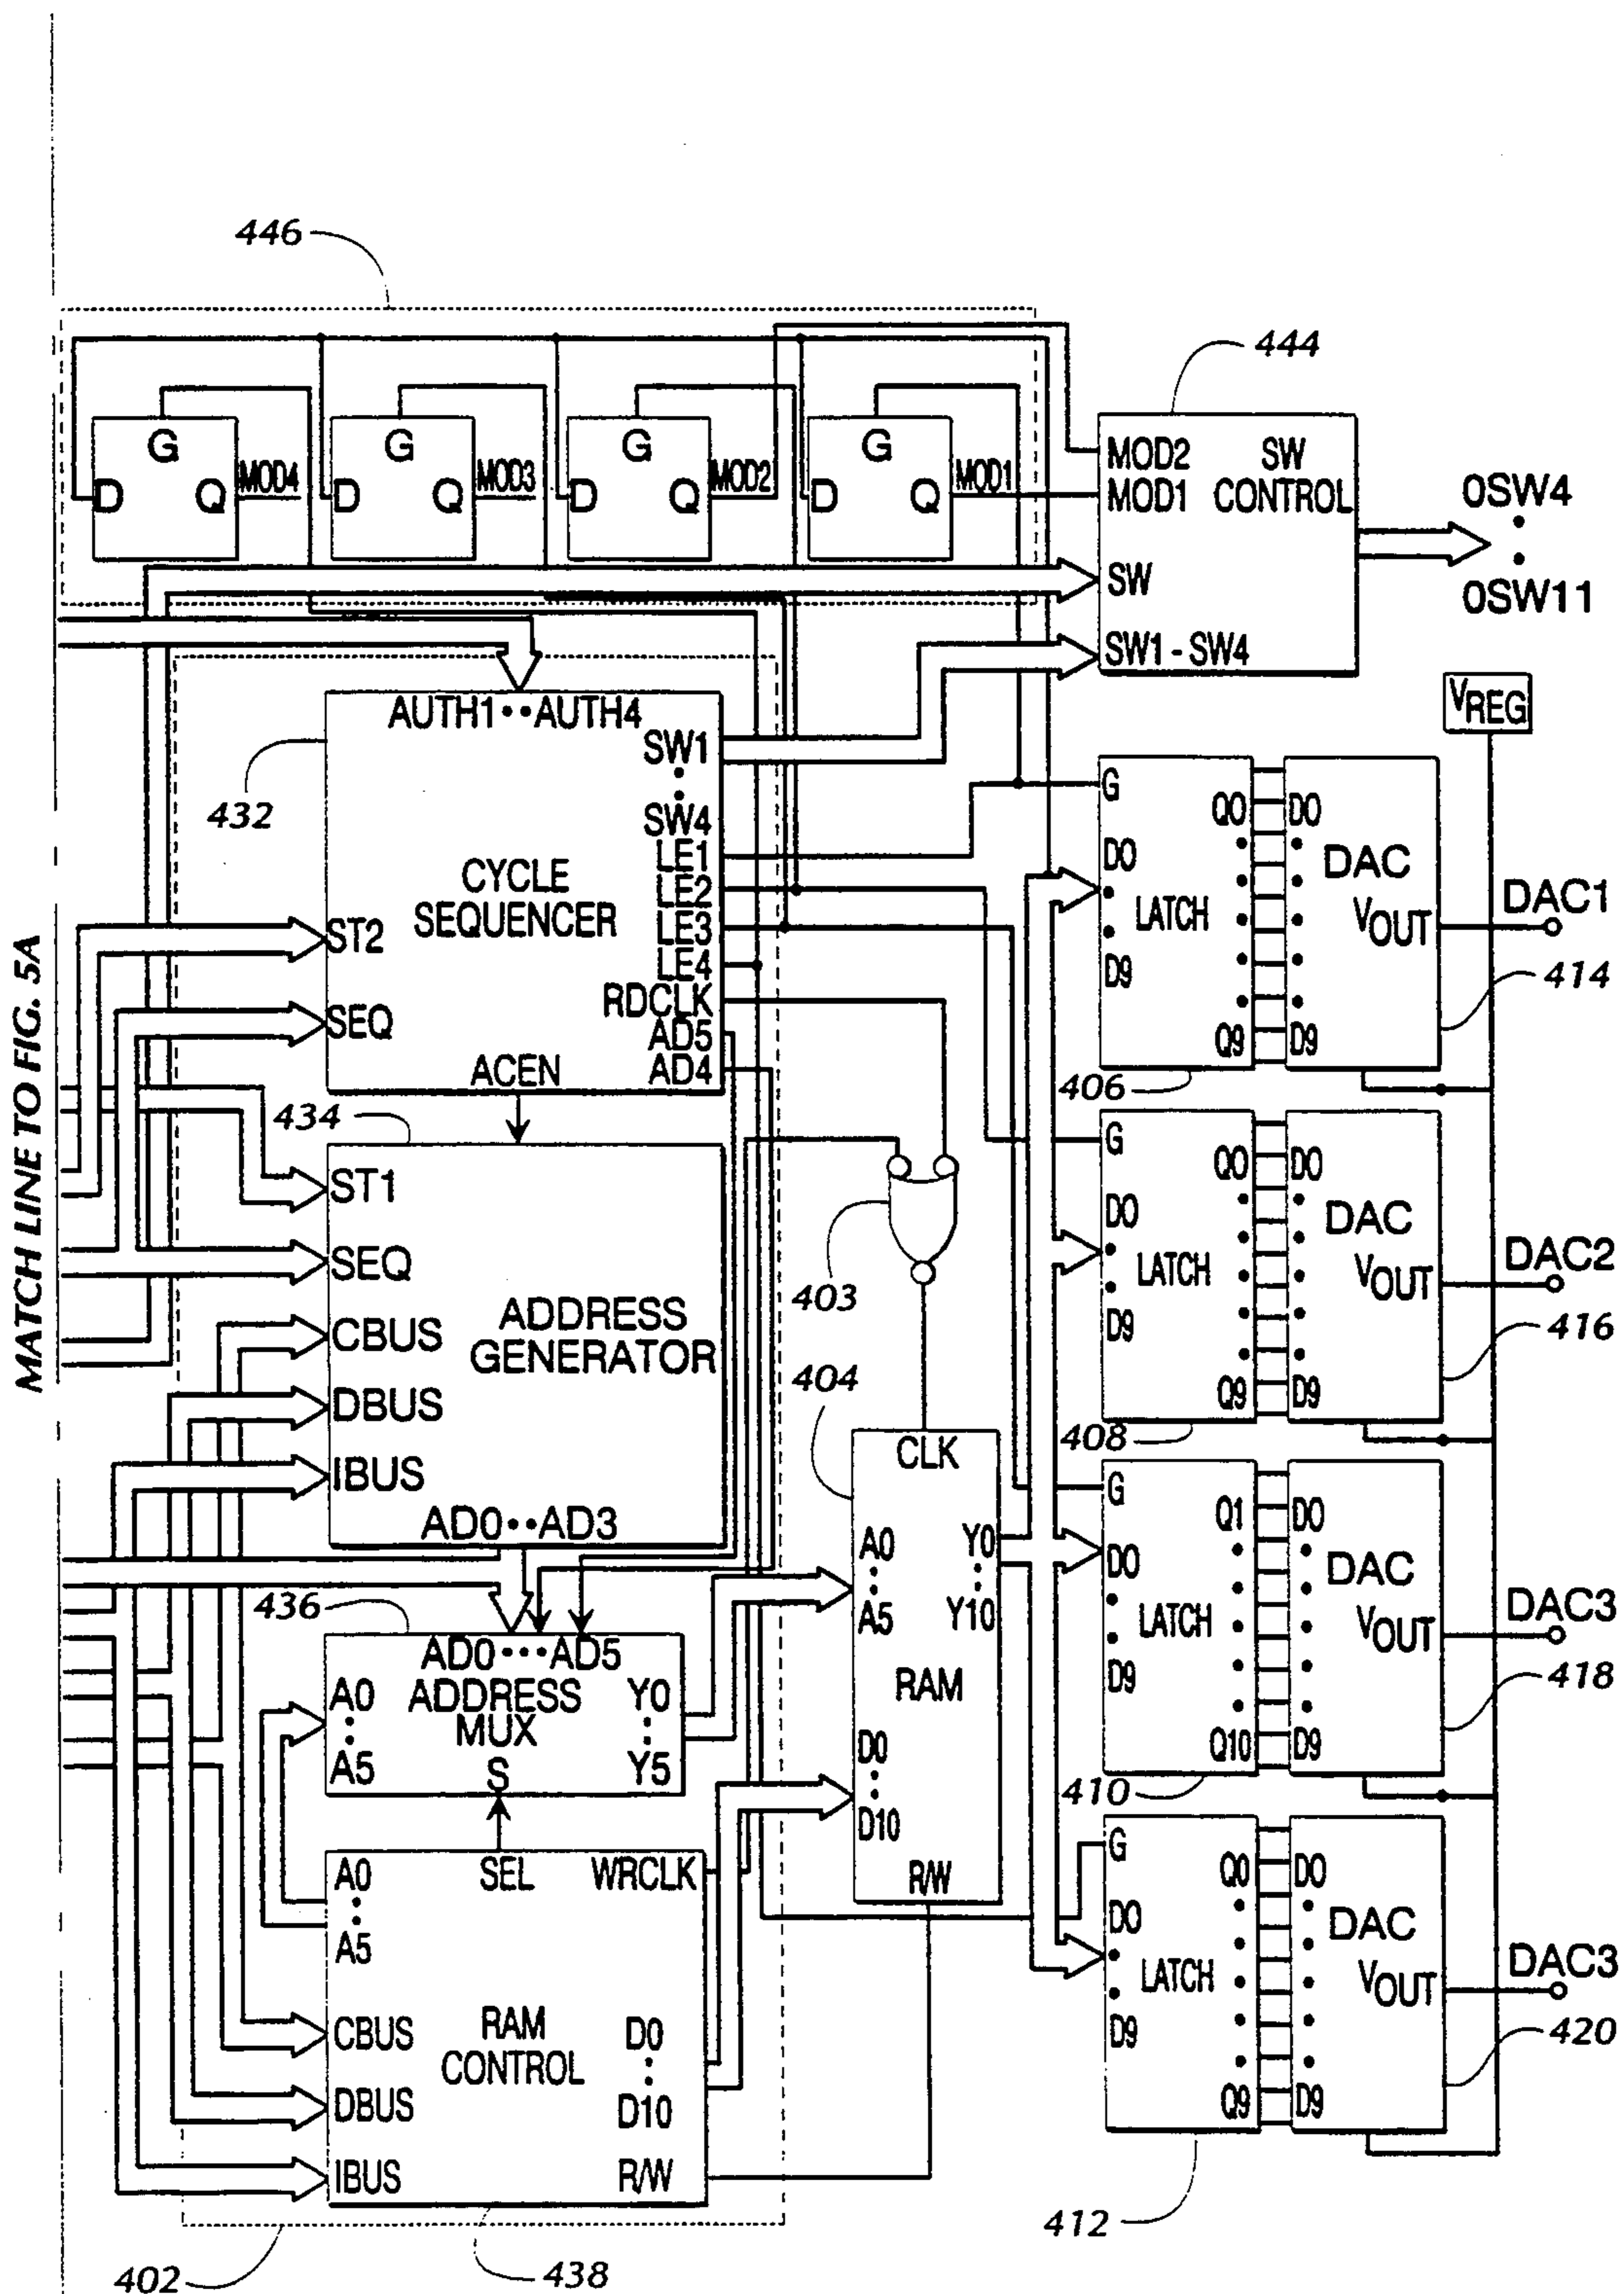 MATCH LINE TO FIG. 5A
446
444
G
D
Q
MOD4
G
D
Q
MOD3
G
D
Q
MOD2
G
D
Q
MOD1
MOD2
MOD1
SW
CONTROL
SW
SW1 - SW4
OSW4
OSW11
VREG
432
AUTH1••AUTH4
SW1
SW4
LE1
LE2
LE3
LE4
RDCLK
AD5
AD4
CYCLE
SEQUENCER
ST2
SEQ
ACEN
434
ST1
SEQ
CBUS
DBUS
IBUS
ADDRESS
GENERATOR
AD0••AD3
436
AD0•••AD5
ADDRESS
MUX
A0
A5
Y0
Y5
S
A0
A5
SEL
WRCLK
RAM
CONTROL
CBUS
DBUS
IBUS
D0
D10
R/W
402
438
403
404
CLK
A0
A5
Y0
Y10
RAM
D0
D10
R/W
G
D0
D9
LATCH
Q0
Q9
406
D0
D9
DAC
VOUT
DAC1
414
G
D0
D9
LATCH
Q0
Q9
408
D0
D9
DAC
VOUT
DAC2
416
G
D0
D9
LATCH
Q1
Q10
410
D0
D9
DAC
VOUT
DAC3
418
G
D0
D9
LATCH
Q0
Q9
412
D0
D9
DAC
VOUT
DAC3
420